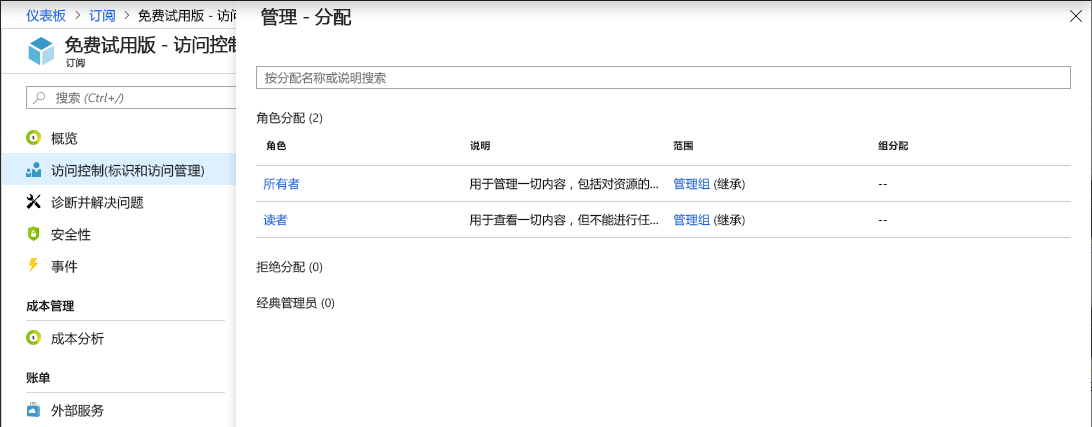 仪表板 > 订阅 > 免费试用版 - 访问
免费试用版 - 访问控制
订阅
搜索 (Ctrl+/)
概览
访问控制(标识和访问管理)
诊断并解决问题
安全性
事件
成本管理
成本分析
账单
外部服务
管理 - 分配
按分配名称或说明搜索
角色分配 (2)
角色 说明 范围 组分配
所有者 用于管理一切内容，包括对资源的... 管理组 (继承) --
读者 用于查看一切内容，但不能进行任... 管理组 (继承) --
拒绝分配 (0)
经典管理员 (0)